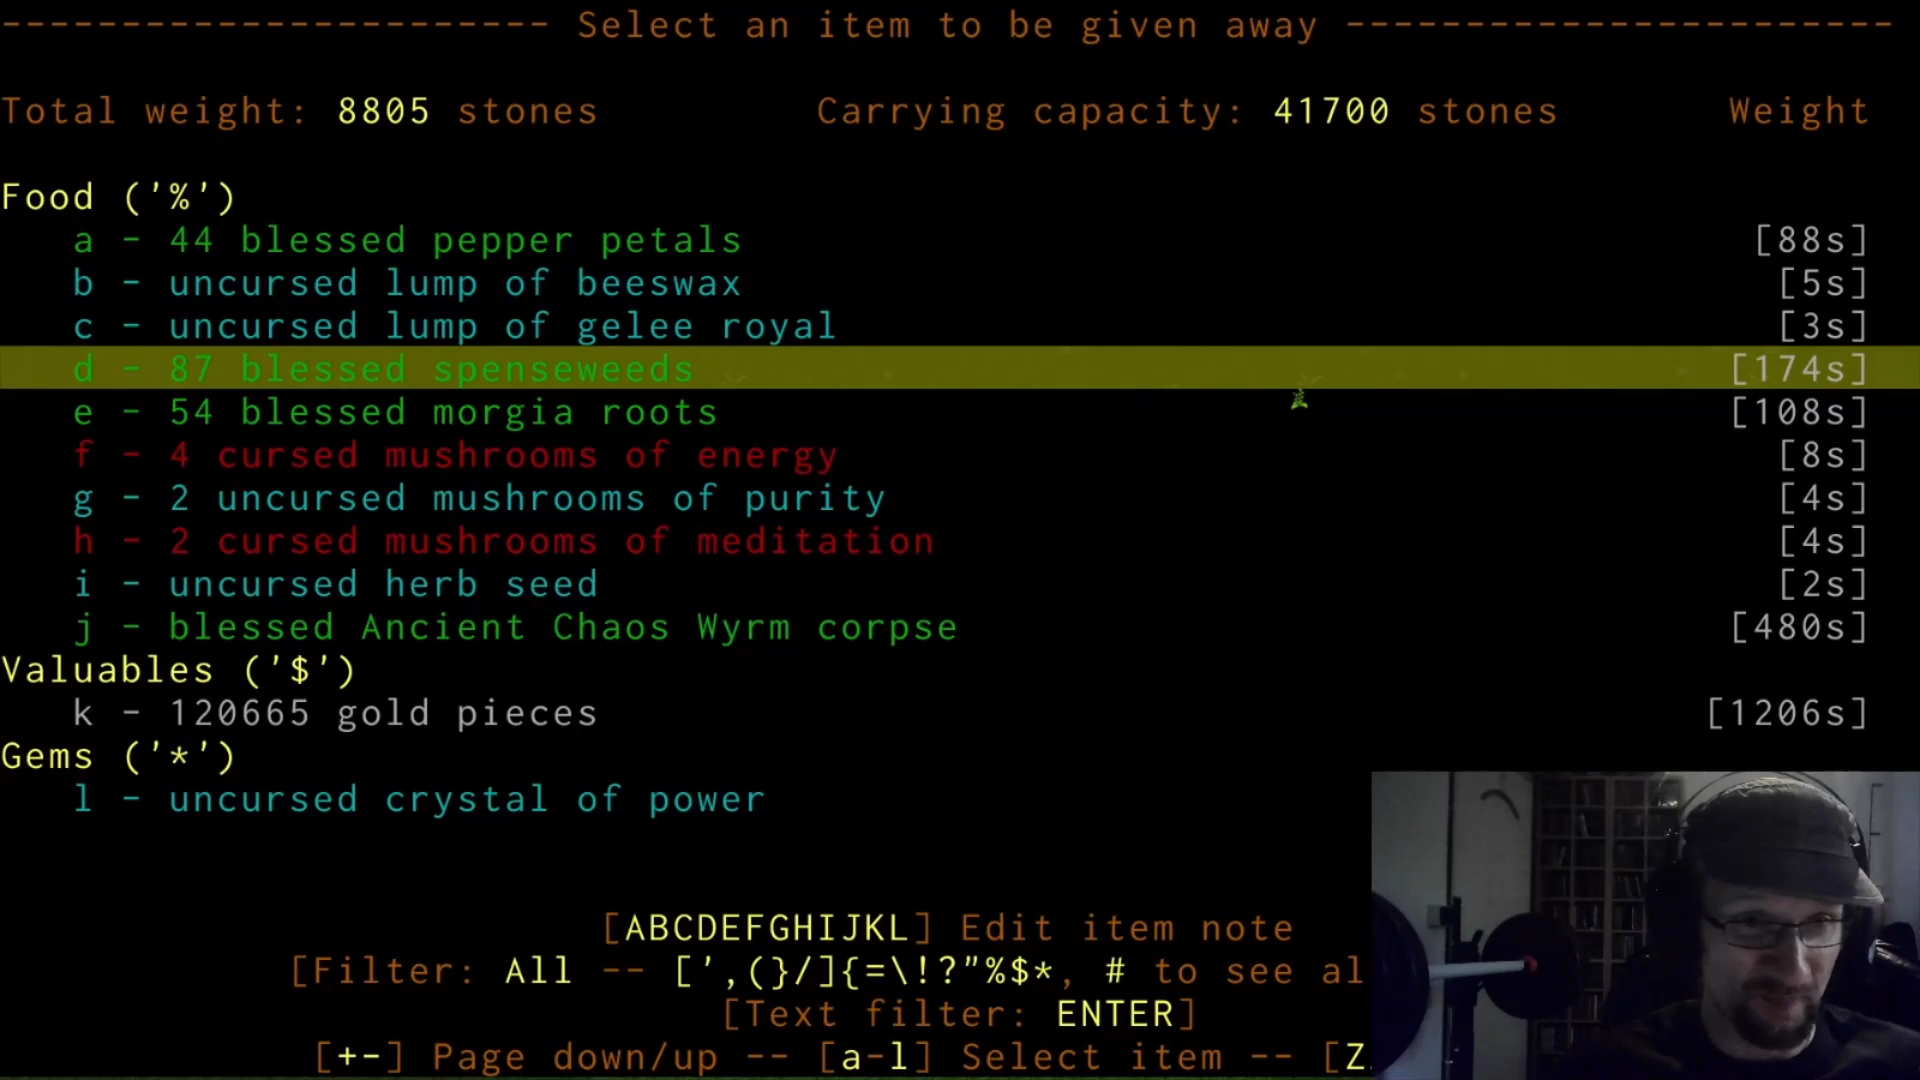 Select an item to be given away
Total weight: 8805 stones Carrying capacity: 41700 stones Weight
Food ('%')
a - 44 blessed pepper petals [88s]
b - uncursed lump of beeswax [5s]
c - uncursed lump of gelee royal [3s]
d - 87 blessed spenseweeds [174s]
e - 54 blessed morgia roots [108s]
f - 4 cursed mushrooms of energy [8s]
g - 2 uncursed mushrooms of purity [4s]
h - 2 cursed mushrooms of meditation [4s]
i - uncursed herb seed [2s]
j - blessed Ancient Chaos Wyrm corpse [480s]
Valuables ('$')
k - 120665 gold pieces [1206s]
Gems ('*')
l - uncursed crystal of power
[ABCDEFGHIJKL] Edit item note
[Filter: All -- [',(}/]{=\!?"%$*, # to see al
[Text filter: ENTER]
[+-] Page down/up -- [a-l] Select item -- [Z